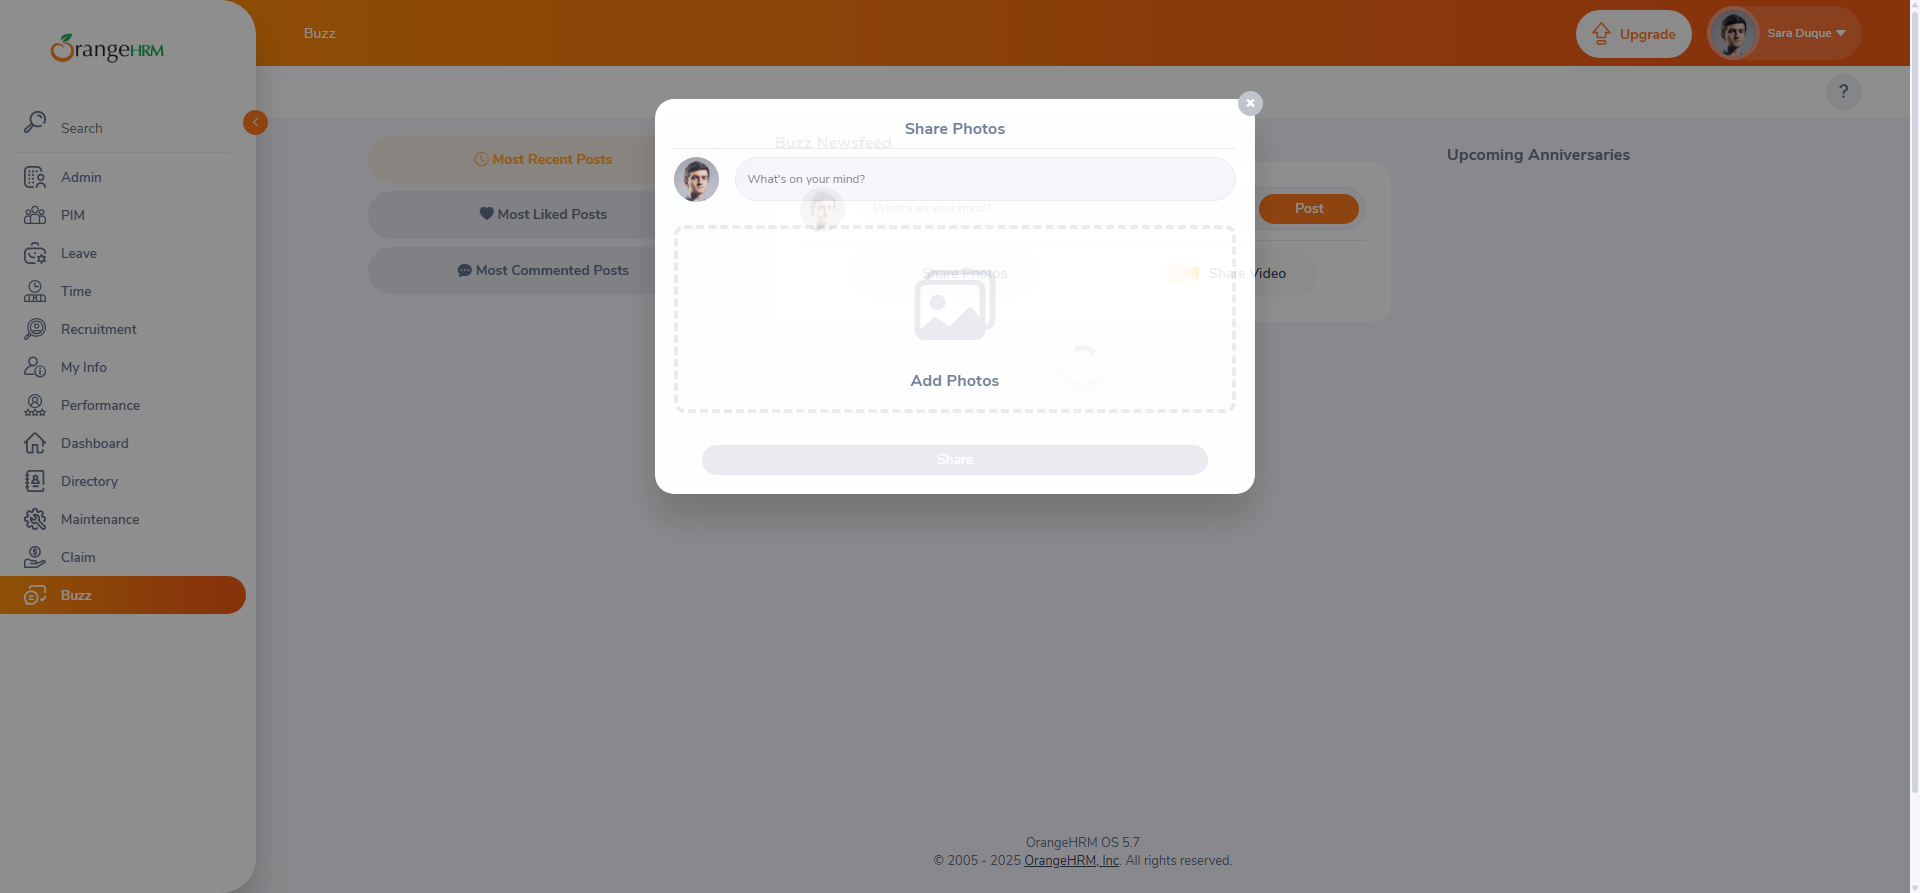 OrangeHRM
Buzz
Upgrade
Sara Duque
?
Search
Admin
PIM
Leave
Time
Recruitment
My Info
Performance
Dashboard
Directory
Maintenance
Claim
Buzz
Most Recent Posts
Most Liked Posts
Most Commented Posts
Buzz Newsfeed
What's on your mind?
Post
Share Photos
Share Video
Share Photos
What's on your mind?
Add Photos
Share
Upcoming Anniversaries
OrangeHRM OS 5.7
© 2005 - 2025 OrangeHRM, Inc. All rights reserved.